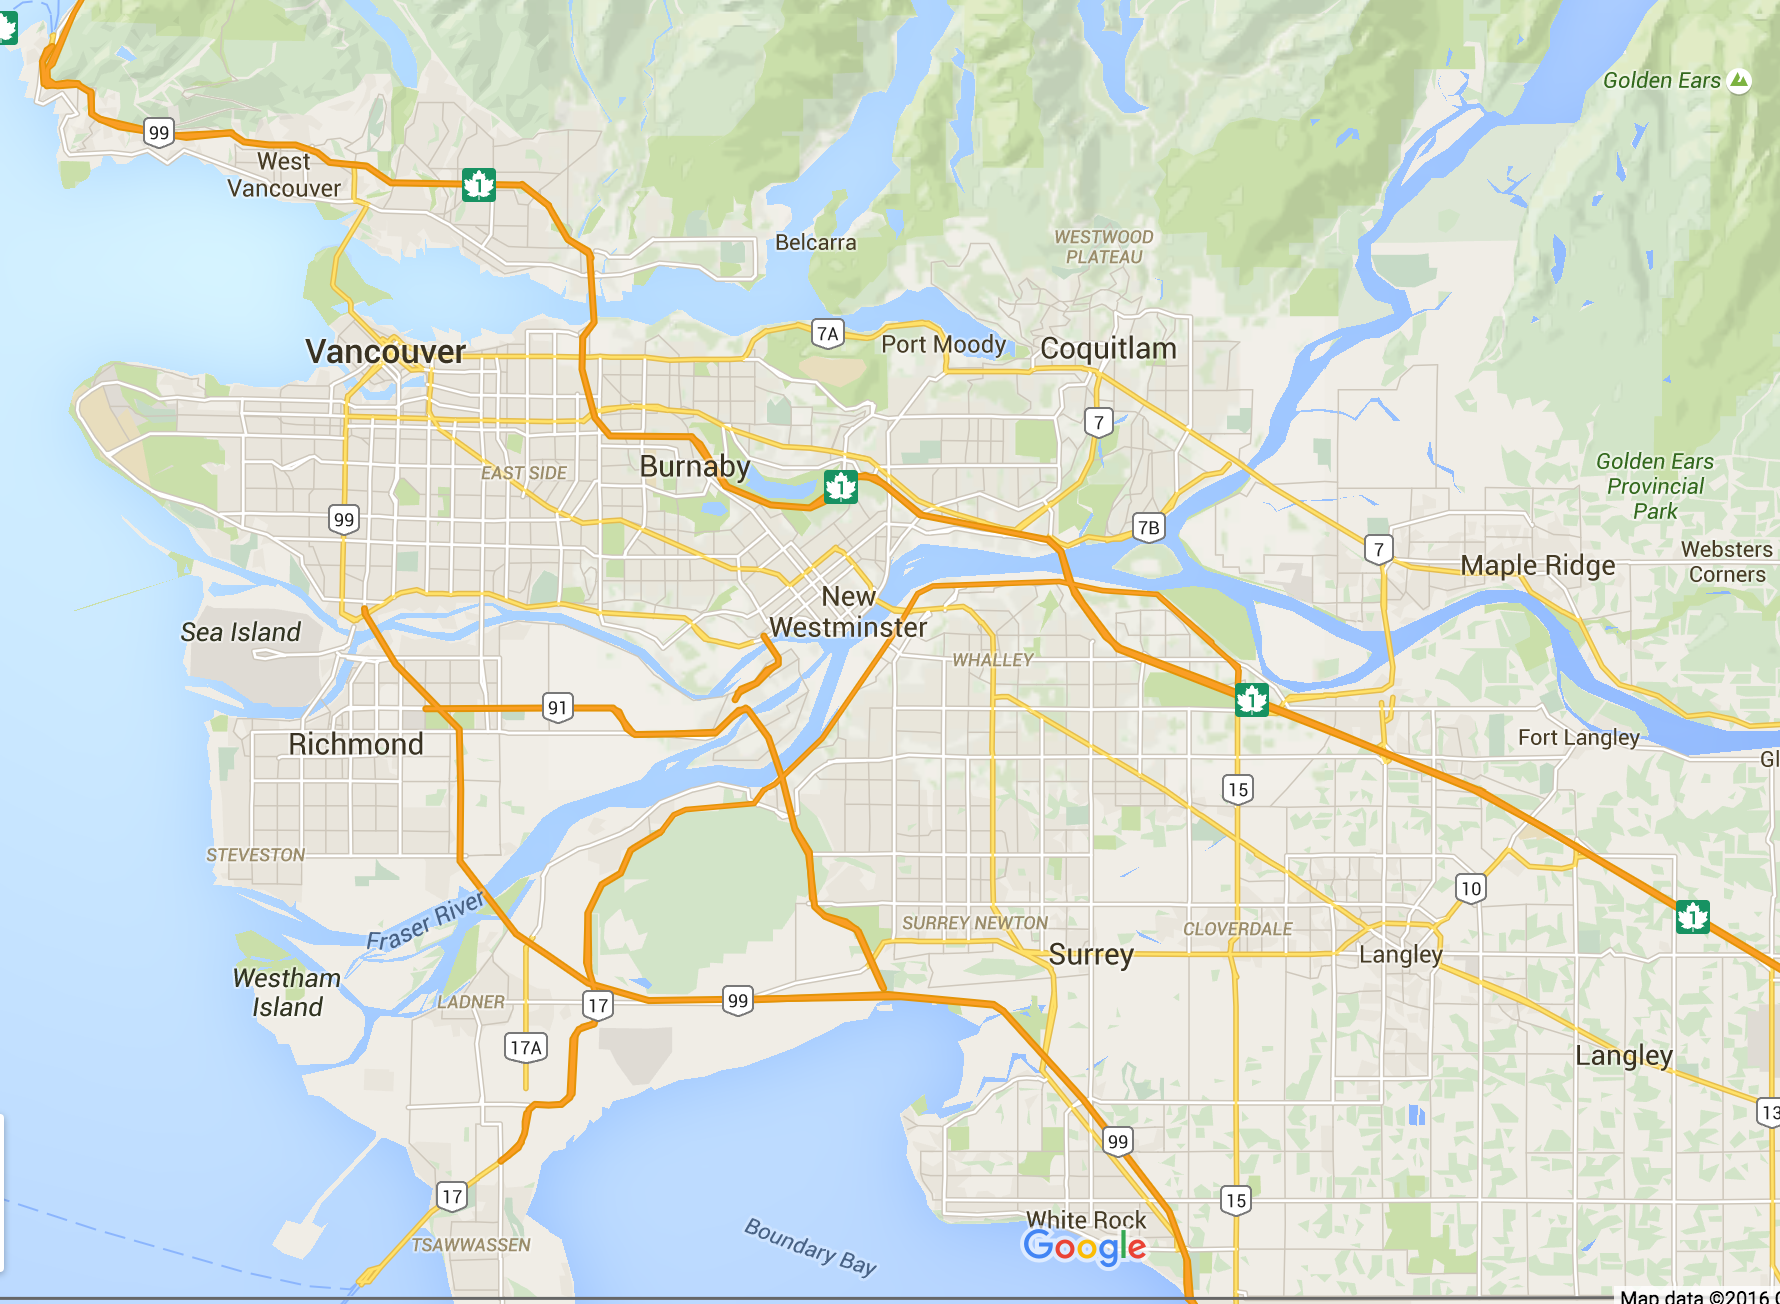 Golden Ears
99
West
Vancouver
1
Belcarra
WESTWOOD
PLATEAU
7A
Port Moody
Coquitlam
Vancouver
7
Burnaby
EAST SIDE
1
Golden Ears
Provincial
Park
99
7B
7
Maple Ridge
Websters
Corners
New
Westminster
Sea Island
WHALLEY
91
1
Richmond
Fort Langley
Gl
15
STEVESTON
10
Fraser River
SURREY NEWTON
CLOVERDALE
1
Surrey
Langley
Westham
Island
LADNER
17
99
17A
Langley
13
99
17
15
White Rock
Boundary Bay
TSAWWASSEN
Google
Map data ©2016